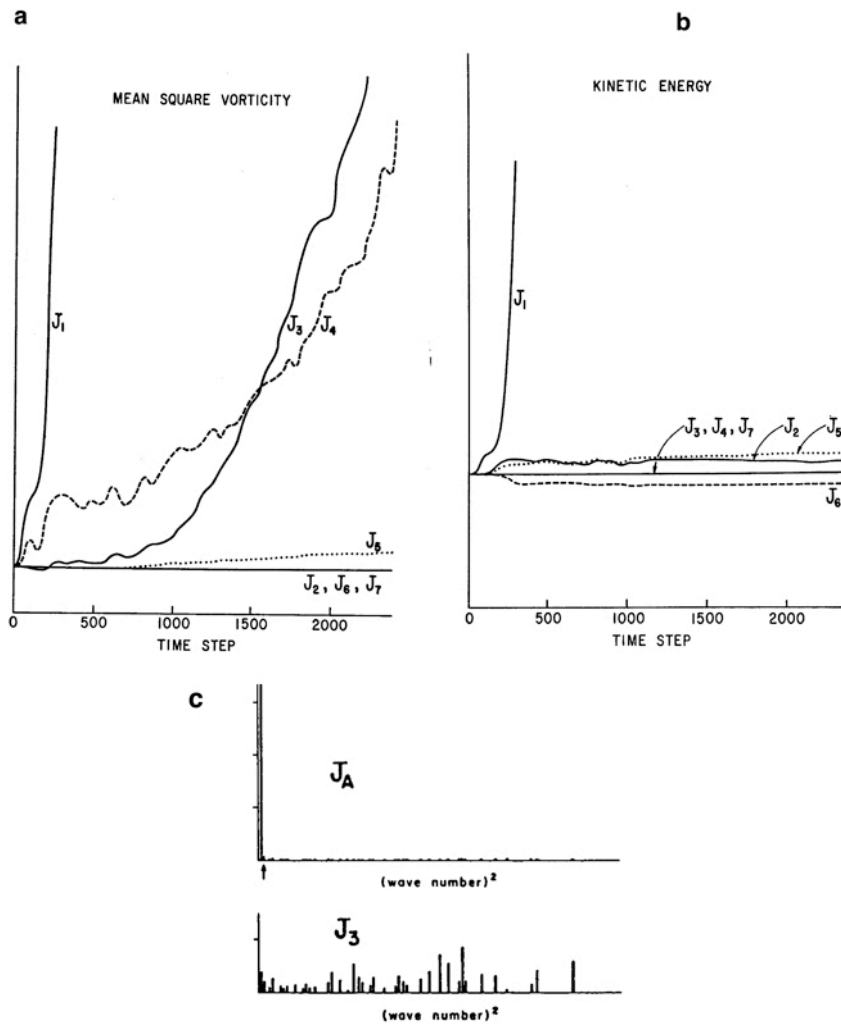 a
MEAN SQUARE VORTICITY
J₁
J₃
J₄
J₅
J₂, J₆, J₇
0
500
1000
1500
2000
TIME STEP
b
KINETIC ENERGY
J₁
J₃, J₄, J₇
J₂
J₅
J₆
0
500
1000
1500
2000
TIME STEP
c
J_A
(wave number)²
J₃
(wave number)²